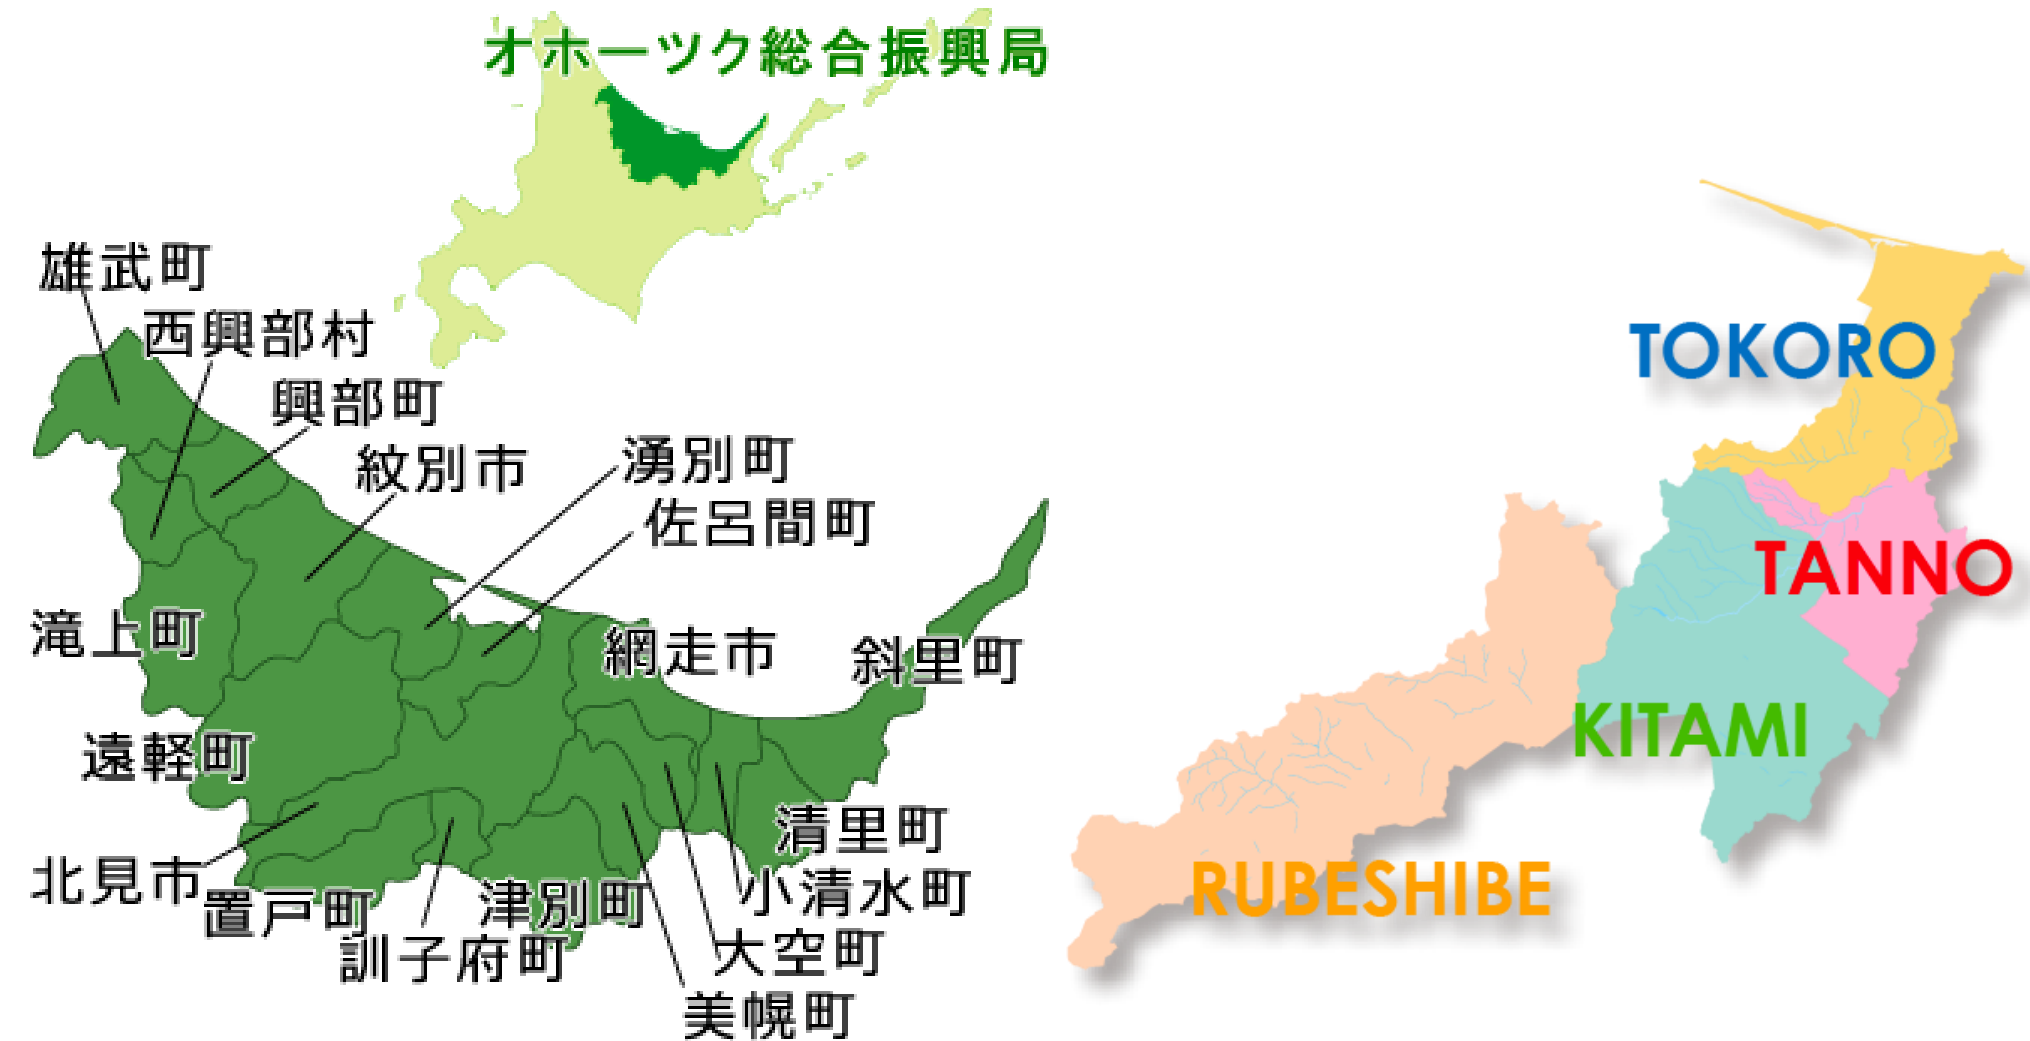 オホーツク総合振興局
雄武町
西興部村
興部町
紋別市
湧別町
佐呂間町
滝上町
網走市
斜里町
遠軽町
清里町
北見市
置戸町
津別町
小清水町
訓子府町
大空町
美幌町
TOKORO
TANNO
KITAMI
RUBESHIBE